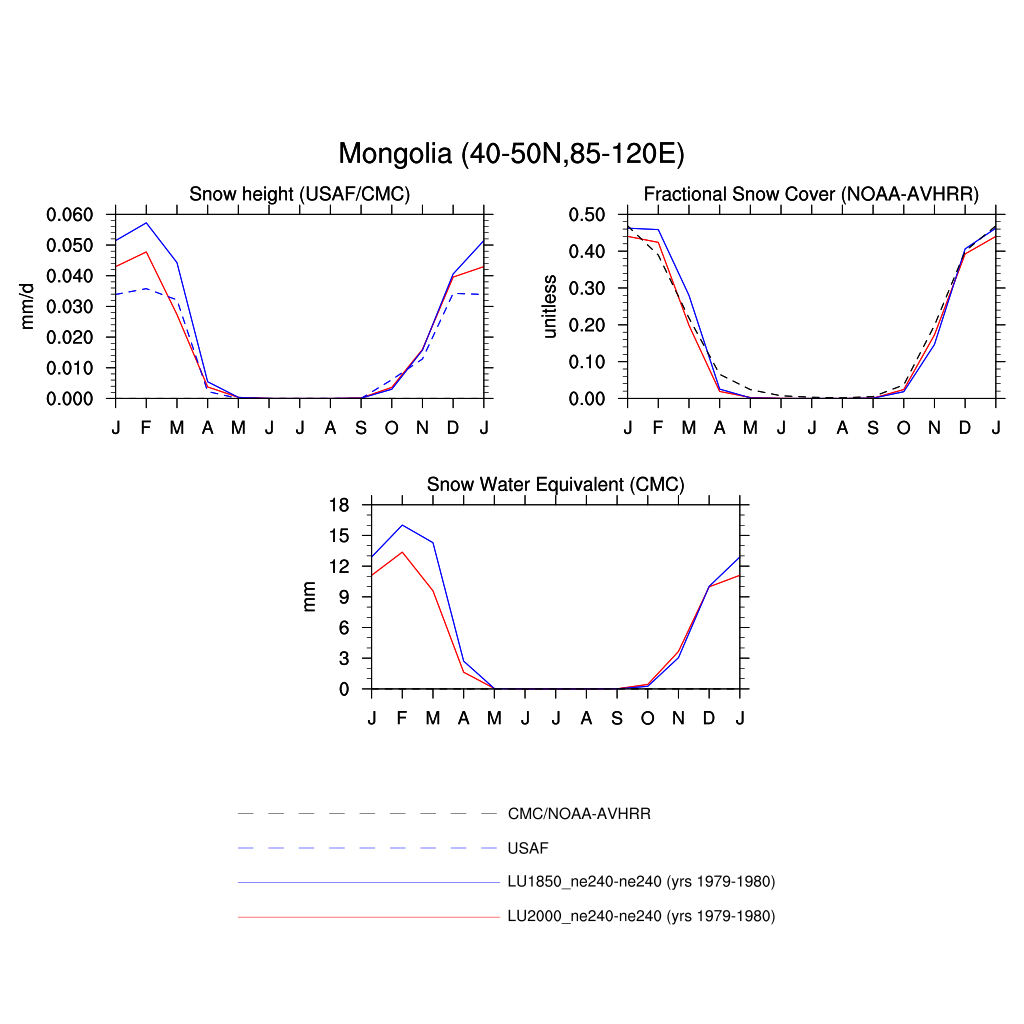 Mongolia (40-50N,85-120E)
Snow height (USAF/CMC)
0.060
0.050
0.040
0.030
0.020
0.010
0.000
mm/d
J F M A M J J A S O N D J
Fractional Snow Cover (NOAA-AVHRR)
0.50
0.40
0.30
0.20
0.10
0.00
unitless
J F M A M J J A S O N D J
Snow Water Equivalent (CMC)
18
15
12
9
6
3
0
mm
J F M A M J J A S O N D J
CMC/NOAA-AVHRR
USAF
LU1850_ne240-ne240 (yrs 1979-1980)
LU2000_ne240-ne240 (yrs 1979-1980)